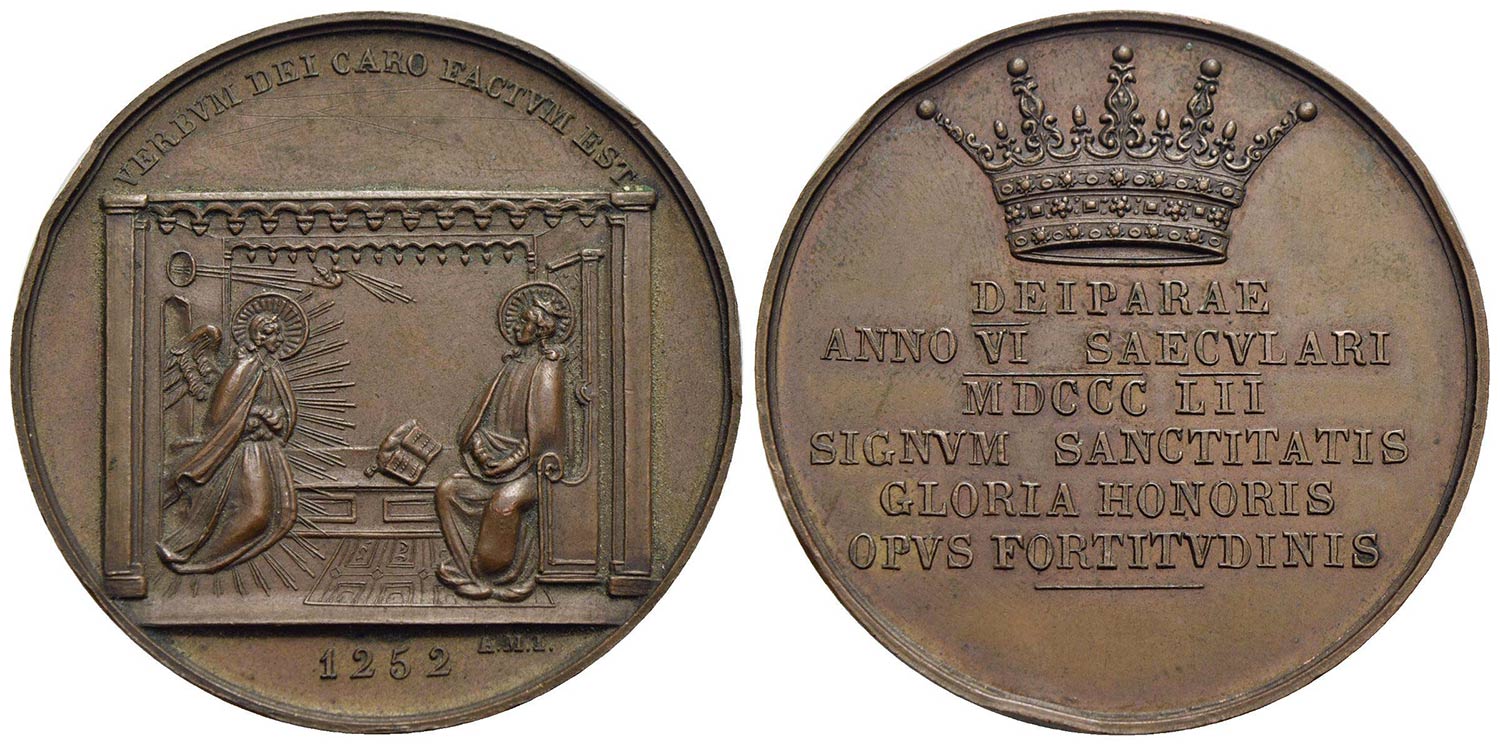 VERBVM DEI CARO FACTVM EST
1252
A.M.I.
DEIPARAE
ANNO VI SAECVLARI
MDCCC LII
SIGNVM SANCTITATIS
GLORIA HONORIS
OPVS FORTITVDINIS